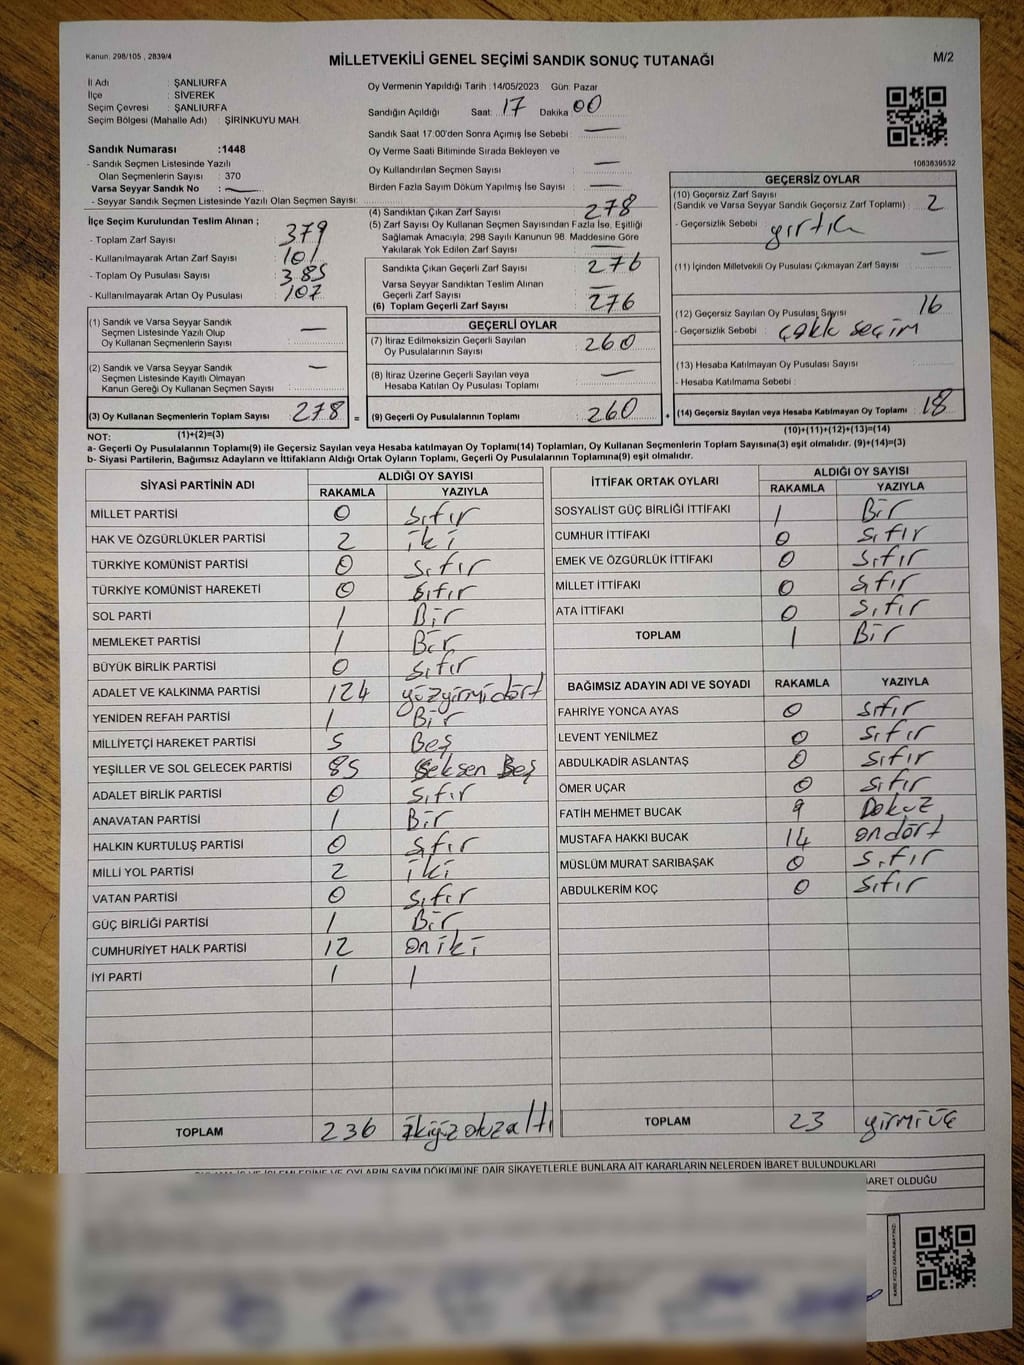 Kanun: 298/105 , 2839/4
MİLLETVEKİLİ GENEL SEÇİMİ SANDIK SONUÇ TUTANAĞI
M/2
İl Adı : ŞANLIURFA
İlçe : SİVEREK
Seçim Çevresi : ŞANLIURFA
Seçim Bölgesi (Mahalle Adı) : ŞİRİNKUYU MAH.
Sandık Numarası :1448
- Sandık Seçmen Listesinde Yazılı
Olan Seçmenlerin Sayısı : 370
Varsa Seyyar Sandık No : —
- Seyyar Sandık Seçmen Listesinde Yazılı Olan Seçmen Sayısı:
Oy Vermenin Yapıldığı Tarih : 14/05/2023 Gün: Pazar
Sandığın Açıldığı Saat: 17 Dakika 00
Sandık Saat 17:00'den Sonra Açımış İse Sebebi : —
Oy Verme Saati Bitiminde Sırada Bekleyen ve
Oy Kullandırılan Seçmen Sayısı : —
Birden Fazla Sayım Döküm Yapılmış İse Sayısı : —
1083839532
İlçe Seçim Kurulundan Teslim Alınan ;
- Toplam Zarf Sayısı : 379
- Kullanılmayarak Artan Zarf Sayısı : 101
- Toplam Oy Pusulası Sayısı : 385
- Kullanılmayarak Artan Oy Pusulası : 107
(1) Sandık ve Varsa Seyyar Sandık
Seçmen Listesinde Yazılı Olup
Oy Kullanan Seçmenlerin Sayısı : —
(2) Sandık ve Varsa Seyyar Sandık
Seçmen Listesinde Kayıtlı Olmayan
Kanun Gereği Oy Kullanan Seçmen Sayısı : —
(3) Oy Kullanan Seçmenlerin Toplam Sayısı : 278 =
(1)+(2)=(3)
(4) Sandıktan Çıkan Zarf Sayısı : 278
(5) Zarf Sayısı Oy Kullanan Seçmen Sayısından Fazla İse, Eşitliği
Sağlamak Amacıyla, 298 Sayılı Kanunun 98. Maddesine Göre
Yakılarak Yok Edilen Zarf Sayısı : —
Sandıkta Çıkan Geçerli Zarf Sayısı : 276
Varsa Seyyar Sandıktan Teslim Alınan
Geçerli Zarf Sayısı : —
(6) Toplam Geçerli Zarf Sayısı : 276
GEÇERLİ OYLAR
(7) İtiraz Edilmeksizin Geçerli Sayılan
Oy Pusulalarının Sayısı : 260
(8) İtiraz Üzerine Geçerli Sayılan veya
Hesaba Katılan Oy Pusulası Toplamı : —
(9) Geçerli Oy Pusulalarının Toplamı : 260 +
GEÇERSİZ OYLAR
(10) Geçersiz Zarf Sayısı
(Sandık ve Varsa Seyyar Sandık Geçersiz Zarf Toplamı) : 2
- Geçersizlik Sebebi : yırtık
(11) İçinden Milletvekili Oy Pusulası Çıkmayan Zarf Sayısı : —
(12) Geçersiz Sayılan Oy Pusulası Sayısı : 16
- Geçersizlik Sebebi : çokk seçim
(13) Hesaba Katılmayan Oy Pusulası Sayısı :
- Hesaba Katılmama Sebebi :
(14) Geçersiz Sayılan veya Hesaba Katılmayan Oy Toplamı : 18
(10)+(11)+(12)+(13)=(14)
NOT:
a- Geçerli Oy Pusulasının Toplamı(9) ile Geçersiz Sayılan veya Hesaba katılmayan Oy Toplamı(14) Toplamları, Oy Kullanan Seçmenlerin Toplam Sayısına(3) eşit olmalıdır. (9)+(14)=(3)
b- Siyasi Partilerin, Bağımsız Adayların ve İttifakların Aldığı Ortak Oyların Toplamı, Geçerli Oy Pusulalarının Toplamına(9) eşit olmalıdır.
SİYASİ PARTİNİN ADI ALDIĞI OY SAYISI
RAKAMLA YAZIYLA
MİLLET PARTİSİ 0 Sıfır
HAK VE ÖZGÜRLÜKLER PARTİSİ 2 iki
TÜRKİYE KOMÜNİST PARTİSİ 0 Sıfır
TÜRKİYE KOMÜNİST HAREKETİ 0 Sıfır
SOL PARTİ 1 Bir
MEMLEKET PARTİSİ 1 Bir
BÜYÜK BİRLİK PARTİSİ 0 Sıfır
ADALET VE KALKINMA PARTİSİ 124 yüzyirmidört
YENİDEN REFAH PARTİSİ 1 Bir
MİLLİYETÇİ HAREKET PARTİSİ 5 Beş
YEŞİLLER VE SOL GELECEK PARTİSİ 85 Seksen Beş
ADALET BİRLİK PARTİSİ 0 Sıfır
ANAVATAN PARTİSİ 1 Bir
HALKIN KURTULUŞ PARTİSİ 0 Sıfır
MİLLİ YOL PARTİSİ 2 iki
VATAN PARTİSİ 0 Sıfır
GÜÇ BİRLİĞİ PARTİSİ 1 Bir
CUMHURİYET HALK PARTİSİ 12 on iki
İYİ PARTİ 1 1
TOPLAM 236 ikiyüzotuzaltı
İTTİFAK ORTAK OYLARI ALDIĞI OY SAYISI
RAKAMLA YAZIYLA
SOSYALİST GÜÇ BİRLİĞİ İTTİFAKI 1 Bir
CUMHUR İTTİFAKI 0 Sıfır
EMEK VE ÖZGÜRLÜK İTTİFAKI 0 Sıfır
MİLLET İTTİFAKI 0 Sıfır
ATA İTTİFAKI 0 Sıfır
TOPLAM 1 Bir
BAĞIMSIZ ADAYIN ADI VE SOYADI RAKAMLA YAZIYLA
FAHRİYE YONCA AYAS 0 Sıfır
LEVENT YENİLMEZ 0 Sıfır
ABDULKADİR ASLANTAŞ 0 Sıfır
ÖMER UÇAR 0 Sıfır
FATİH MEHMET BUCAK 9 Dokuz
MUSTAFA HAKKI BUCAK 14 ondört
MÜSLÜM MURAT SARIBAŞAK 0 Sıfır
ABDULKERİM KOÇ 0 Sıfır
TOPLAM 23 yirmiüç
İŞLEMLERİNE VE OYLARIN SAYIM DÖKÜMÜNE DAİR ŞİKAYETLERLE BUNLARA AİT KARARLARIN NELERDEN İBARET BULUNDUKLARI
BARET OLDUĞU